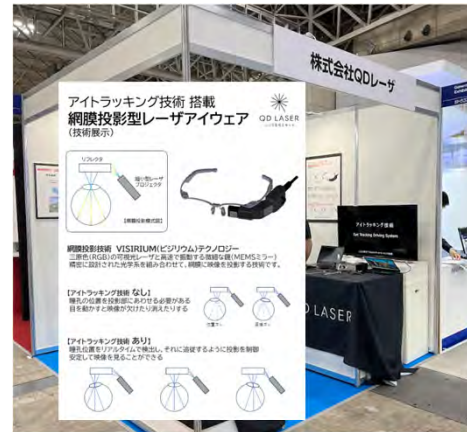 株式会社QDレーザ
アイトラッキング技術 搭載
網膜投影型レーザアイウェア
(技術展示)
QD LASER
リフレクタ
超小型レーザ
プロジェクタ
網膜投影技術 VISIRIUM(ビジリウム)テクノロジー
三原色(RGB)の可視光レーザと高速で振動する微細な鏡(MEMSミラー)
精密に設計された光学系を組み合わせて、網膜に映像を投影する技術です。
【アイトラッキング技術 なし】
瞳孔の位置を投影部にあわせる必要がある
目を動かすと映像が欠けたり消えたりする
【アイトラッキング技術 あり】
瞳孔位置をリアルタイムで検出し、それに追従するように投影を制御
安定して映像を見ることができる
アイトラッキング技術
Eye Tracking Driving System
QD LASER